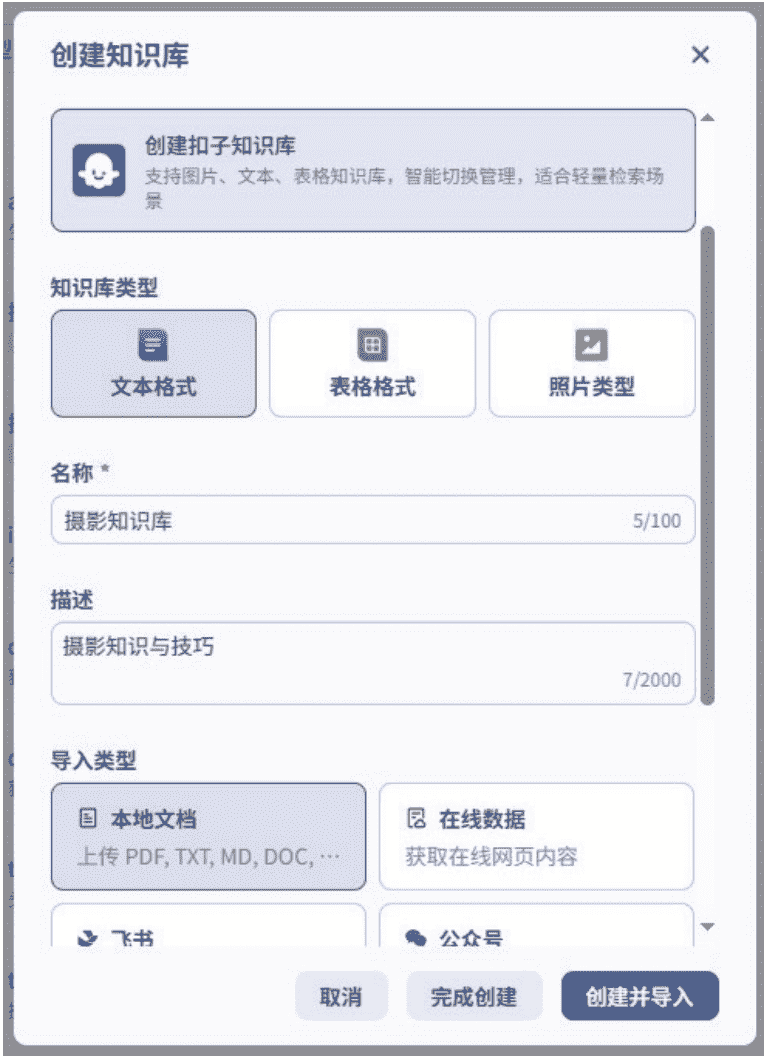 创建知识库
创建扣子知识库
支持图片、文本、表格知识库，智能切换管理，适合轻量检索场
景
知识库类型
文本格式
表格格式
照片类型
名称 *
摄影知识库
5/100
描述
摄影知识与技巧
7/2000
导入类型
本地文档
上传 PDF, TXT, MD, DOC, ···
在线数据
获取在线网页内容
飞书
公众号
取消
完成创建
创建并导入